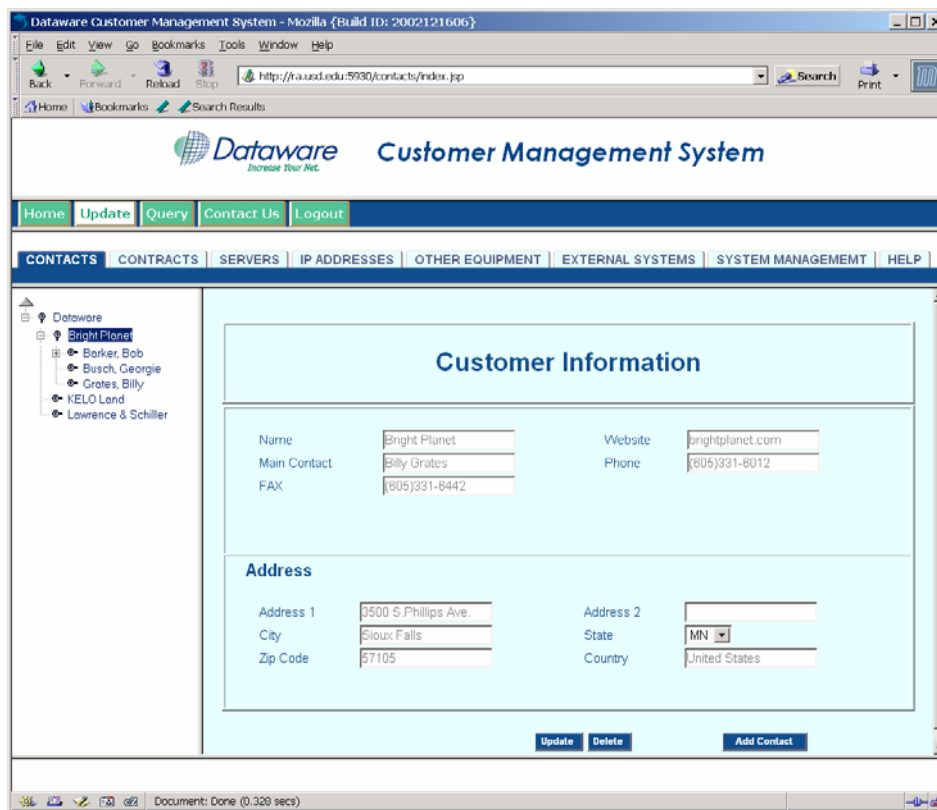 Dataware Customer Management System - Mozilla {Build ID: 2002121606}
File Edit View Go Bookmarks Tools Window Help
Back Forward Reload Stop http://ra.usd.edu:5930/contacts/index.jsp Search Print
Home Bookmarks Search Results
Dataware Customer Management System
Increase Your Net.
Home Update Query Contact Us Logout
CONTACTS CONTRACTS SERVERS IP ADDRESSES OTHER EQUIPMENT EXTERNAL SYSTEMS SYSTEM MANAGEMEMT HELP
Dataware
Bright Planet
Barker, Bob
Busch, Georgie
Grates, Billy
KELO Land
Lawrence & Schiller
Customer Information
Name Bright Planet Website brightplanet.com
Main Contact Billy Grates Phone (605)331-6012
FAX (605)331-6442
Address
Address 1 3500 S.Phillips Ave. Address 2
City Sioux Falls State MN
Zip Code 57105 Country United States
Update Delete Add Contact
Document: Done (0.328 secs)